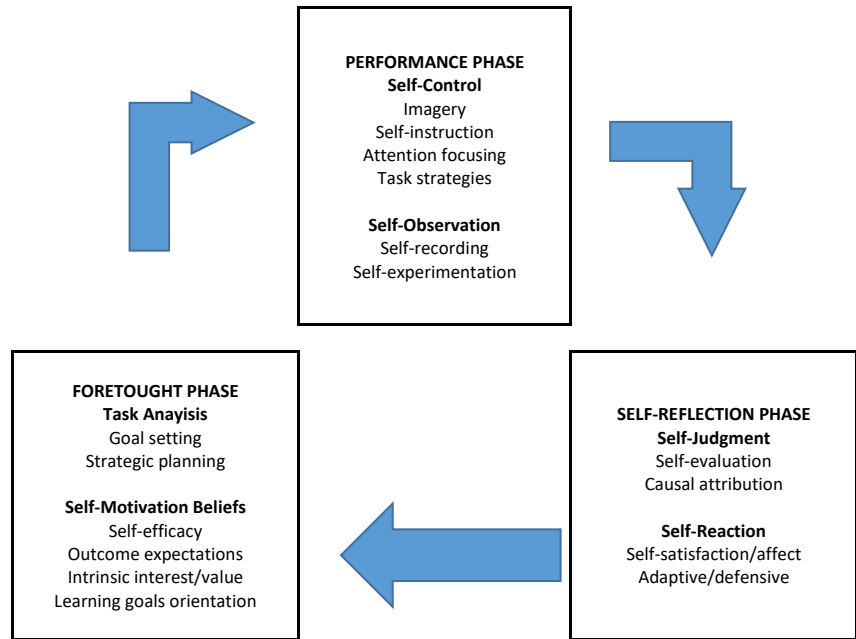 PERFORMANCE PHASE
Self-Control
Imagery
Self-instruction
Attention focusing
Task strategies
Self-Observation
Self-recording
Self-experimentation
FORETOUGHT PHASE
Task Anayisis
Goal setting
Strategic planning
Self-Motivation Beliefs
Self-efficacy
Outcome expectations
Intrinsic interest/value
Learning goals orientation
SELF-REFLECTION PHASE
Self-Judgment
Self-evaluation
Causal attribution
Self-Reaction
Self-satisfaction/affect
Adaptive/defensive